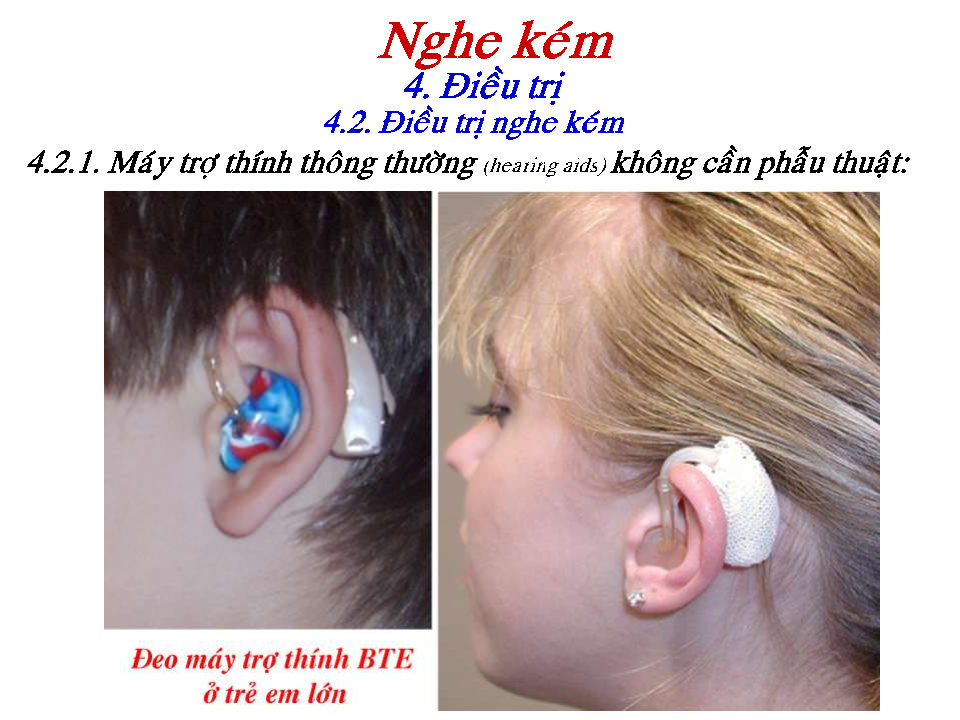 Nghe kém
4. Điều trị
4.2. Điều trị nghe kém
4.2.1. Máy trợ thính thông thường (hearing aids) không cần phẫu thuật:
Đeo máy trợ thính BTE
ở trẻ em lớn